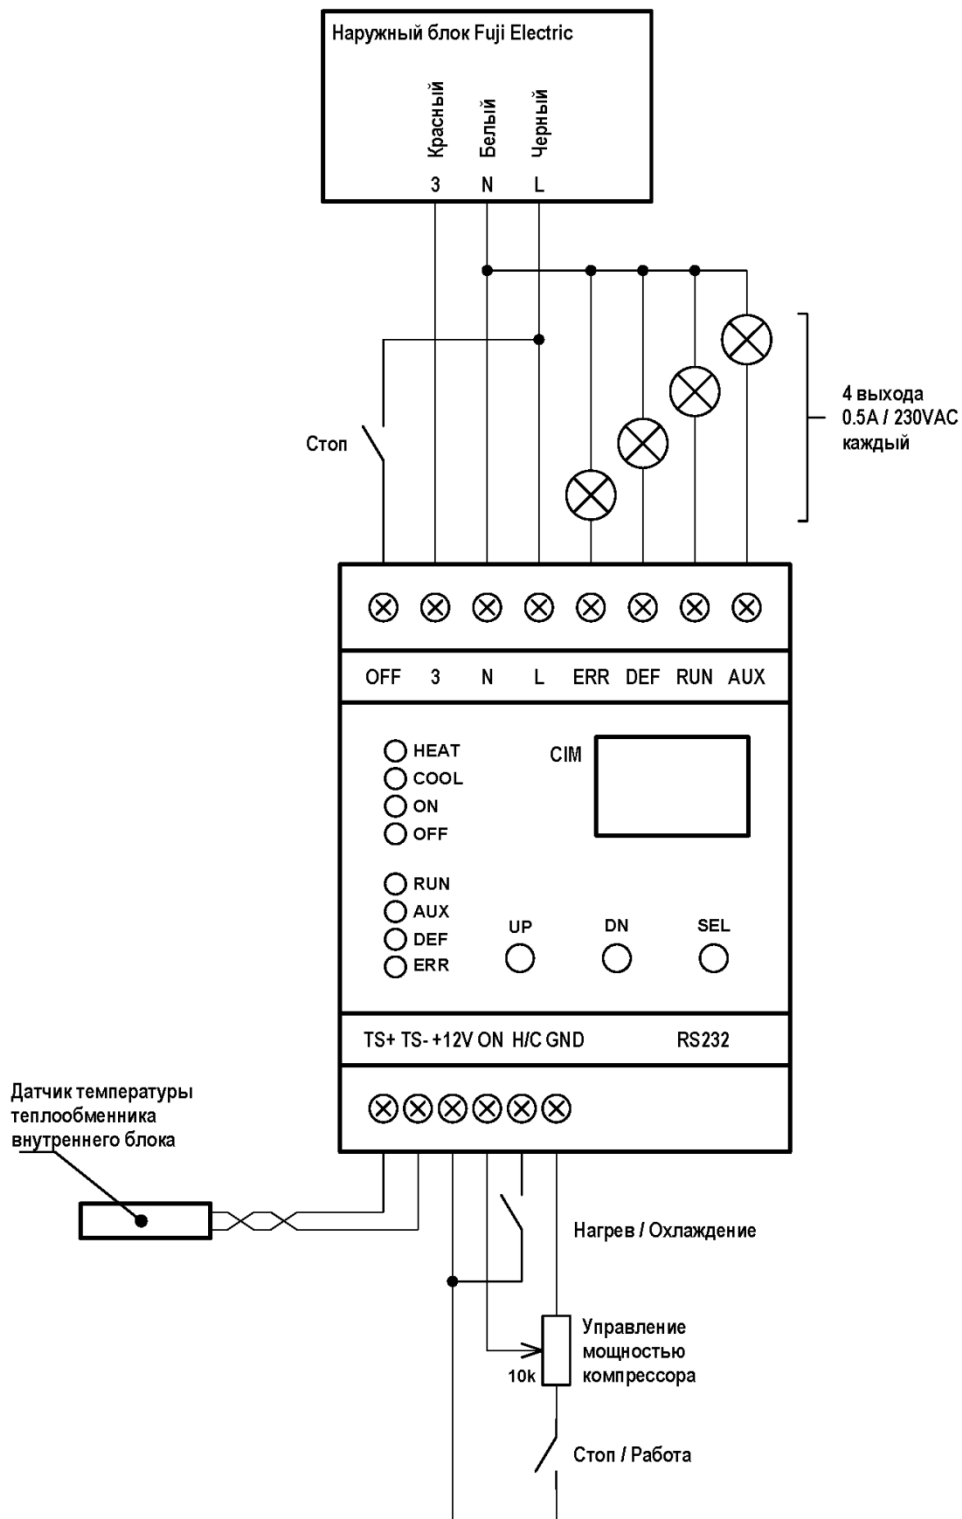 Наружный блок Fuji Electric
Красный
Белый
Черный
3 N L
4 выхода
0.5A / 230VAC
каждый
Стоп
OFF 3 N L ERR DEF RUN AUX
HEAT
COOL
ON
OFF
CIM
RUN
AUX
DEF
ERR
UP DN SEL
TS+ TS- +12V ON H/C GND RS232
Датчик температуры
теплообменника
внутреннего блока
Нагрев / Охлаждение
Управление
мощностью
компрессора
10k
Стоп / Работа